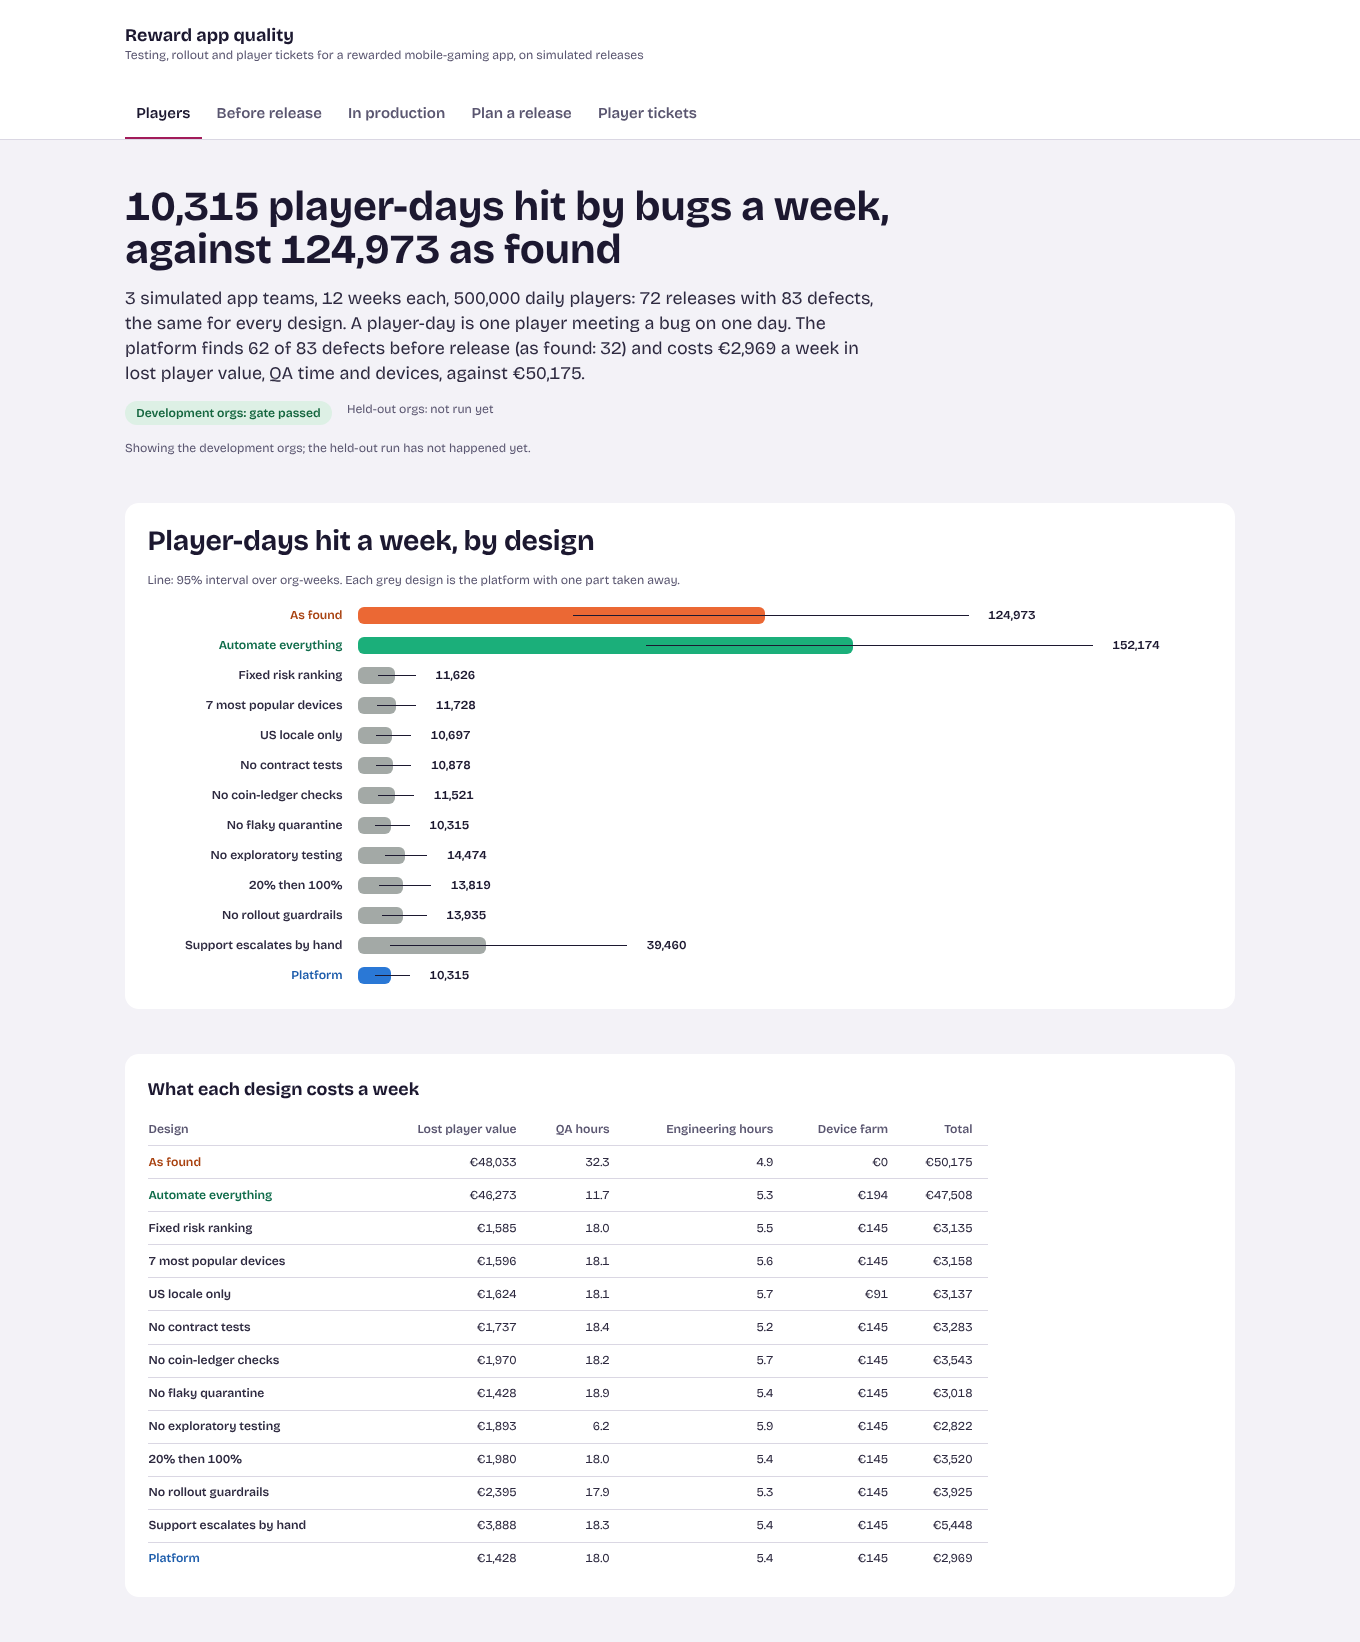 Reward app quality
Testing, rollout and player tickets for a rewarded mobile-gaming app, on simulated releases
Players Before release In production Plan a release Player tickets
10,315 player-days hit by bugs a week,
against 124,973 as found
3 simulated app teams, 12 weeks each, 500,000 daily players: 72 releases with 83 defects,
the same for every design. A player-day is one player meeting a bug on one day. The
platform finds 62 of 83 defects before release (as found: 32) and costs €2,969 a week in
lost player value, QA time and devices, against €50,175.
Development orgs: gate passed Held-out orgs: not run yet
Showing the development orgs; the held-out run has not happened yet.
Player-days hit a week, by design
Line: 95% interval over org-weeks. Each grey design is the platform with one part taken away.
As found 124,973
Automate everything 152,174
Fixed risk ranking 11,626
7 most popular devices 11,728
US locale only 10,697
No contract tests 10,878
No coin-ledger checks 11,521
No flaky quarantine 10,315
No exploratory testing 14,474
20% then 100% 13,819
No rollout guardrails 13,935
Support escalates by hand 39,460
Platform 10,315
What each design costs a week
Design Lost player value QA hours Engineering hours Device farm Total
As found €48,033 32.3 4.9 €0 €50,175
Automate everything €46,273 11.7 5.3 €194 €47,508
Fixed risk ranking €1,585 18.0 5.5 €145 €3,135
7 most popular devices €1,596 18.1 5.6 €145 €3,158
US locale only €1,624 18.1 5.7 €91 €3,137
No contract tests €1,737 18.4 5.2 €145 €3,283
No coin-ledger checks €1,970 18.2 5.7 €145 €3,543
No flaky quarantine €1,428 18.9 5.4 €145 €3,018
No exploratory testing €1,893 6.2 5.9 €145 €2,822
20% then 100% €1,980 18.0 5.4 €145 €3,520
No rollout guardrails €2,395 17.9 5.3 €145 €3,925
Support escalates by hand €3,888 18.3 5.4 €145 €5,448
Platform €1,428 18.0 5.4 €145 €2,969